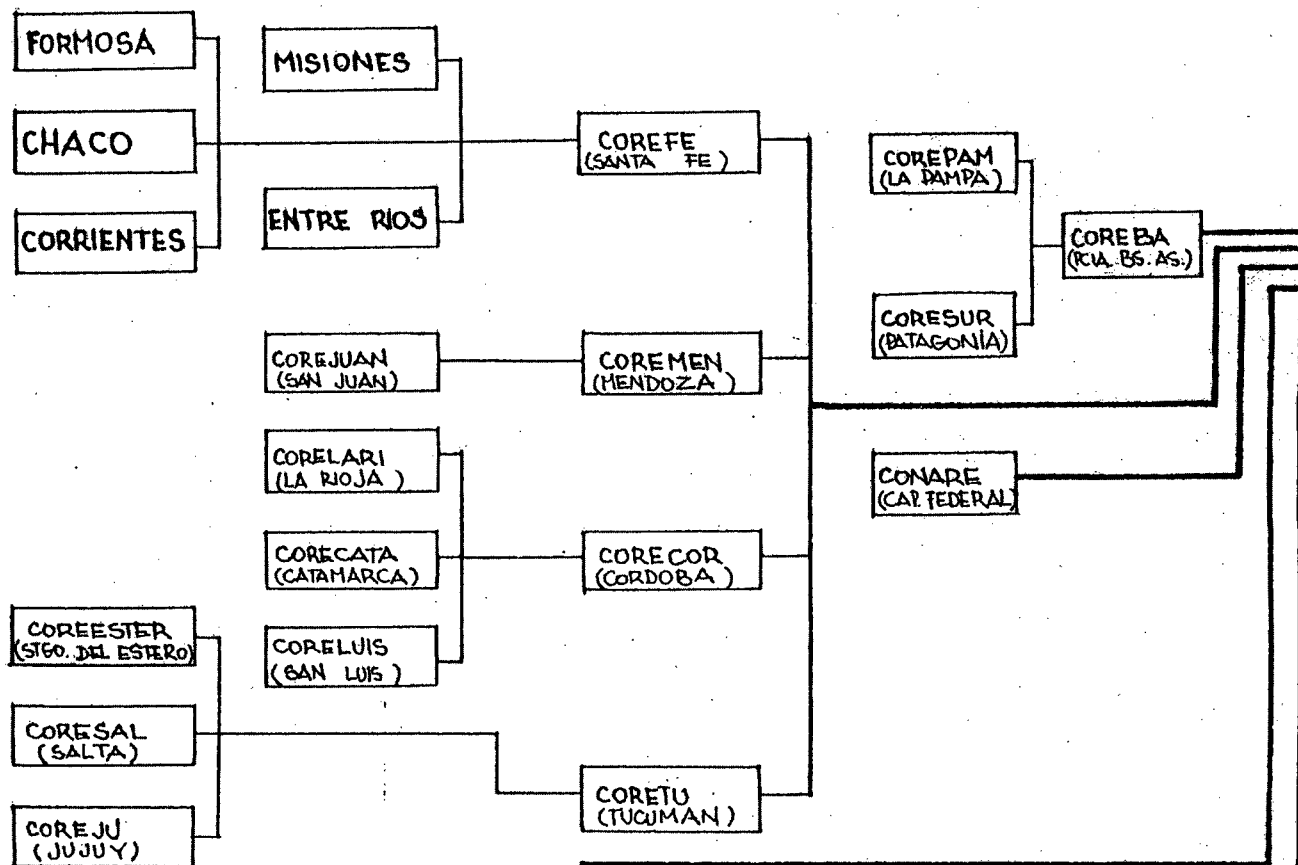 FORMOSA
MISIONES
CHACO
COREFE
(SANTA FE)
COREPAM
(LA PAMPA)
ENTRE RIOS
CORRIENTES
COREBA
(PCIA. BS. AS.)
CORESUR
(PATAGONÍA)
COREJUAN
(SAN JUAN)
COREMEN
(MENDOZA)
CORELARI
(LA RIOJA)
CONARE
(CAP. FEDERAL)
CORECATA
(CATAMARCA)
CORECOR
(CORDOBA)
COREESTER
(STGO. DEL ESTERO)
CORELUIS
(SAN LUIS)
CORESAL
(SALTA)
CORETU
(TUCUMAN)
COREJU
(JUJUY)